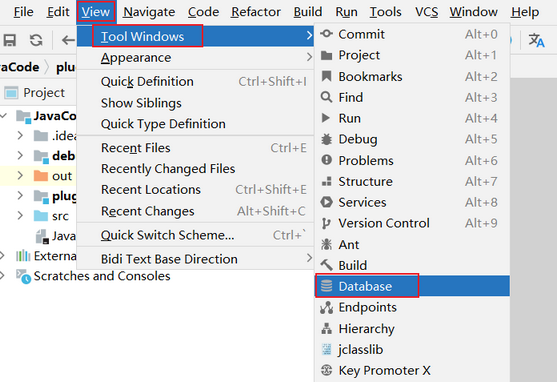 File Edit View Navigate Code Refactor Build Run Tools VCS Window Help
vaCode plu
Project
JavaCo
.idea
deb
out
plug
src
Java
Externa
Scratches and Consoles
Tool Windows
Appearance
Quick Definition Ctrl+Shift+I
Show Siblings
Quick Type Definition
Recent Files Ctrl+E
Recently Changed Files
Recent Locations Ctrl+Shift+E
Recent Changes Alt+Shift+C
Quick Switch Scheme... Ctrl+`
Bidi Text Base Direction
Commit Alt+0
Project Alt+1
Bookmarks Alt+2
Find Alt+3
Run Alt+4
Debug Alt+5
Problems Alt+6
Structure Alt+7
Services Alt+8
Version Control Alt+9
Ant
Build
Database
Endpoints
Hierarchy
jclasslib
Key Promoter X